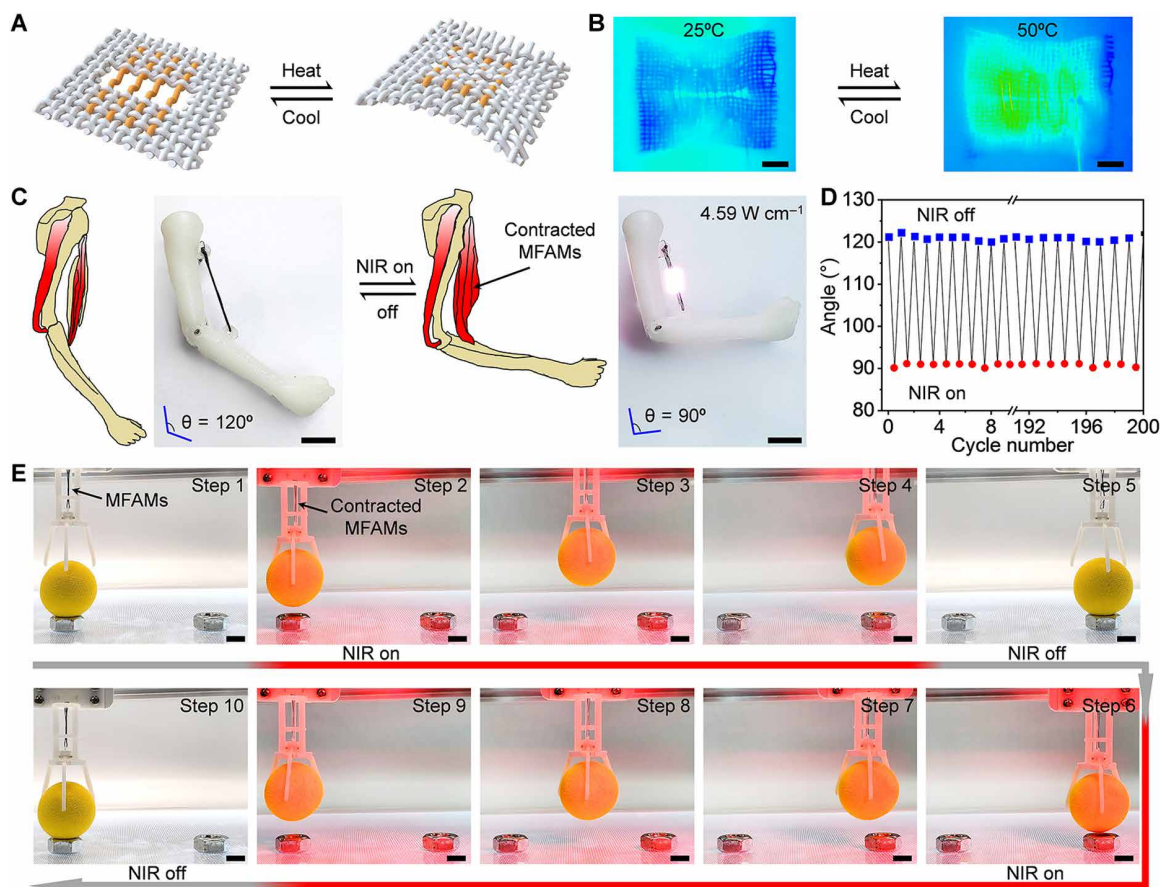 A
Heat
Cool
B
25ºC
Heat
Cool
50ºC
C
θ = 120º
NIR on
off
Contracted
MFAMs
4.59 W cm⁻¹
θ = 90º
D
NIR off
NIR on
130
120
110
100
90
80
Angle (°)
0
4
8
192
196
200
Cycle number
E
MFAMs
Step 1
Contracted
MFAMs
Step 2
Step 3
Step 4
Step 5
NIR on
NIR off
Step 10
Step 9
Step 8
Step 7
Step 6
NIR off
NIR on